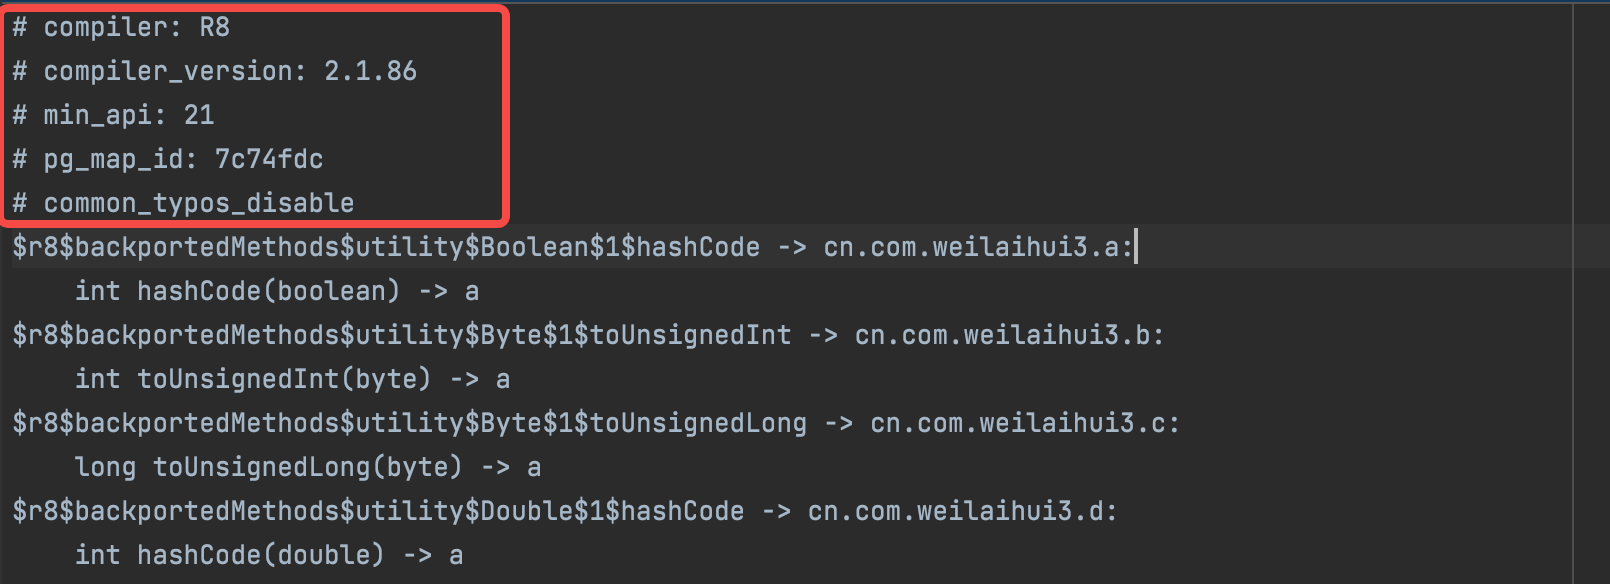 # compiler: R8
# compiler_version: 2.1.86
# min_api: 21
# pg_map_id: 7c74fdc
# common_typos_disable
$r8$backportedMethods$utility$Boolean$1$hashCode -> cn.com.weilaihui3.a:
    int hashCode(boolean) -> a
$r8$backportedMethods$utility$Byte$1$toUnsignedInt -> cn.com.weilaihui3.b:
    int toUnsignedInt(byte) -> a
$r8$backportedMethods$utility$Byte$1$toUnsignedLong -> cn.com.weilaihui3.c:
    long toUnsignedLong(byte) -> a
$r8$backportedMethods$utility$Double$1$hashCode -> cn.com.weilaihui3.d:
    int hashCode(double) -> a